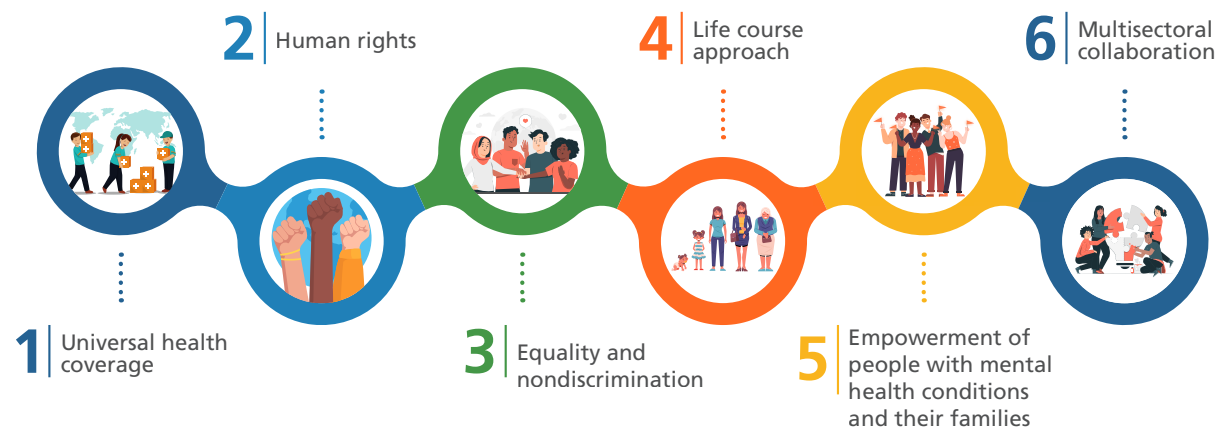 1
Universal health
coverage
2
Human rights
3
Equality and
nondiscrimination
4
Life course
approach
5
Empowerment of
people with mental
health conditions
and their families
6
Multisectoral
collaboration